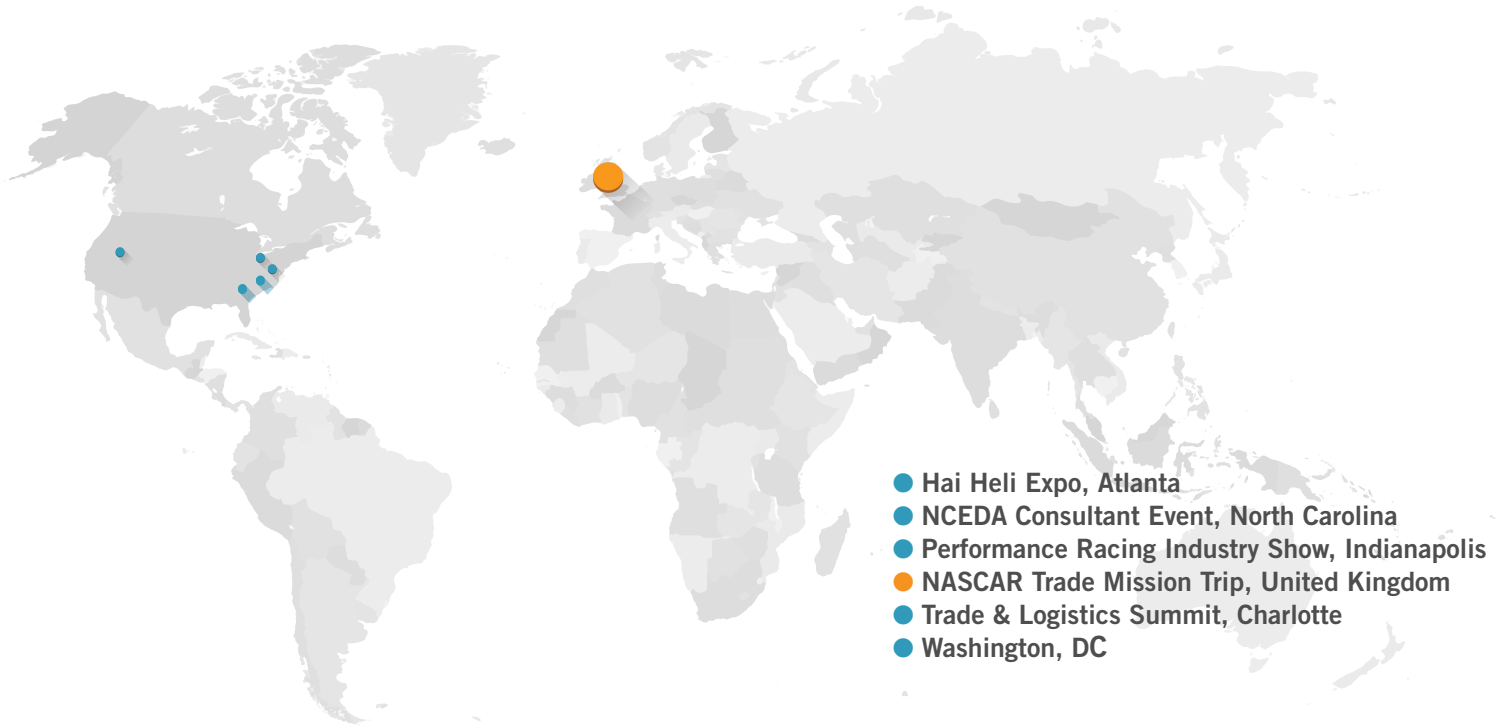 Hai Heli Expo, Atlanta
NCEDA Consultant Event, North Carolina
Performance Racing Industry Show, Indianapolis
NASCAR Trade Mission Trip, United Kingdom
Trade & Logistics Summit, Charlotte
Washington, DC